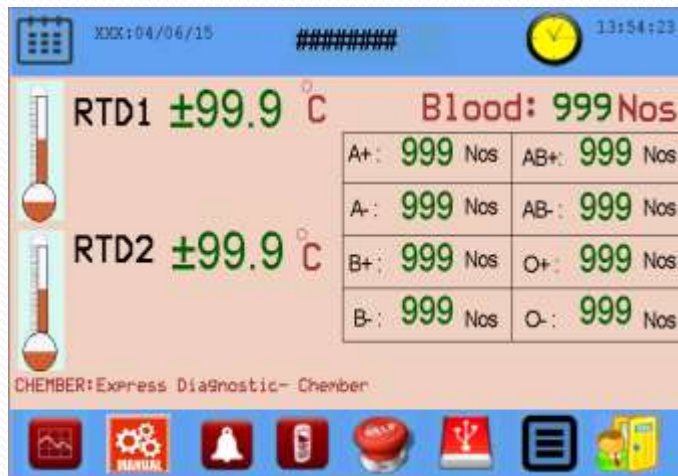 XXX:04/06/15
########
13:54:23
RTD1 ±99.9 °C
Blood: 999 Nos
A+: 999 Nos AB+: 999 Nos
A-: 999 Nos AB-: 999 Nos
RTD2 ±99.9 °C
B+: 999 Nos O+: 999 Nos
B-: 999 Nos O-: 999 Nos
CHEMBER:Express Diagnostic- Chember
MANUAL
HELP